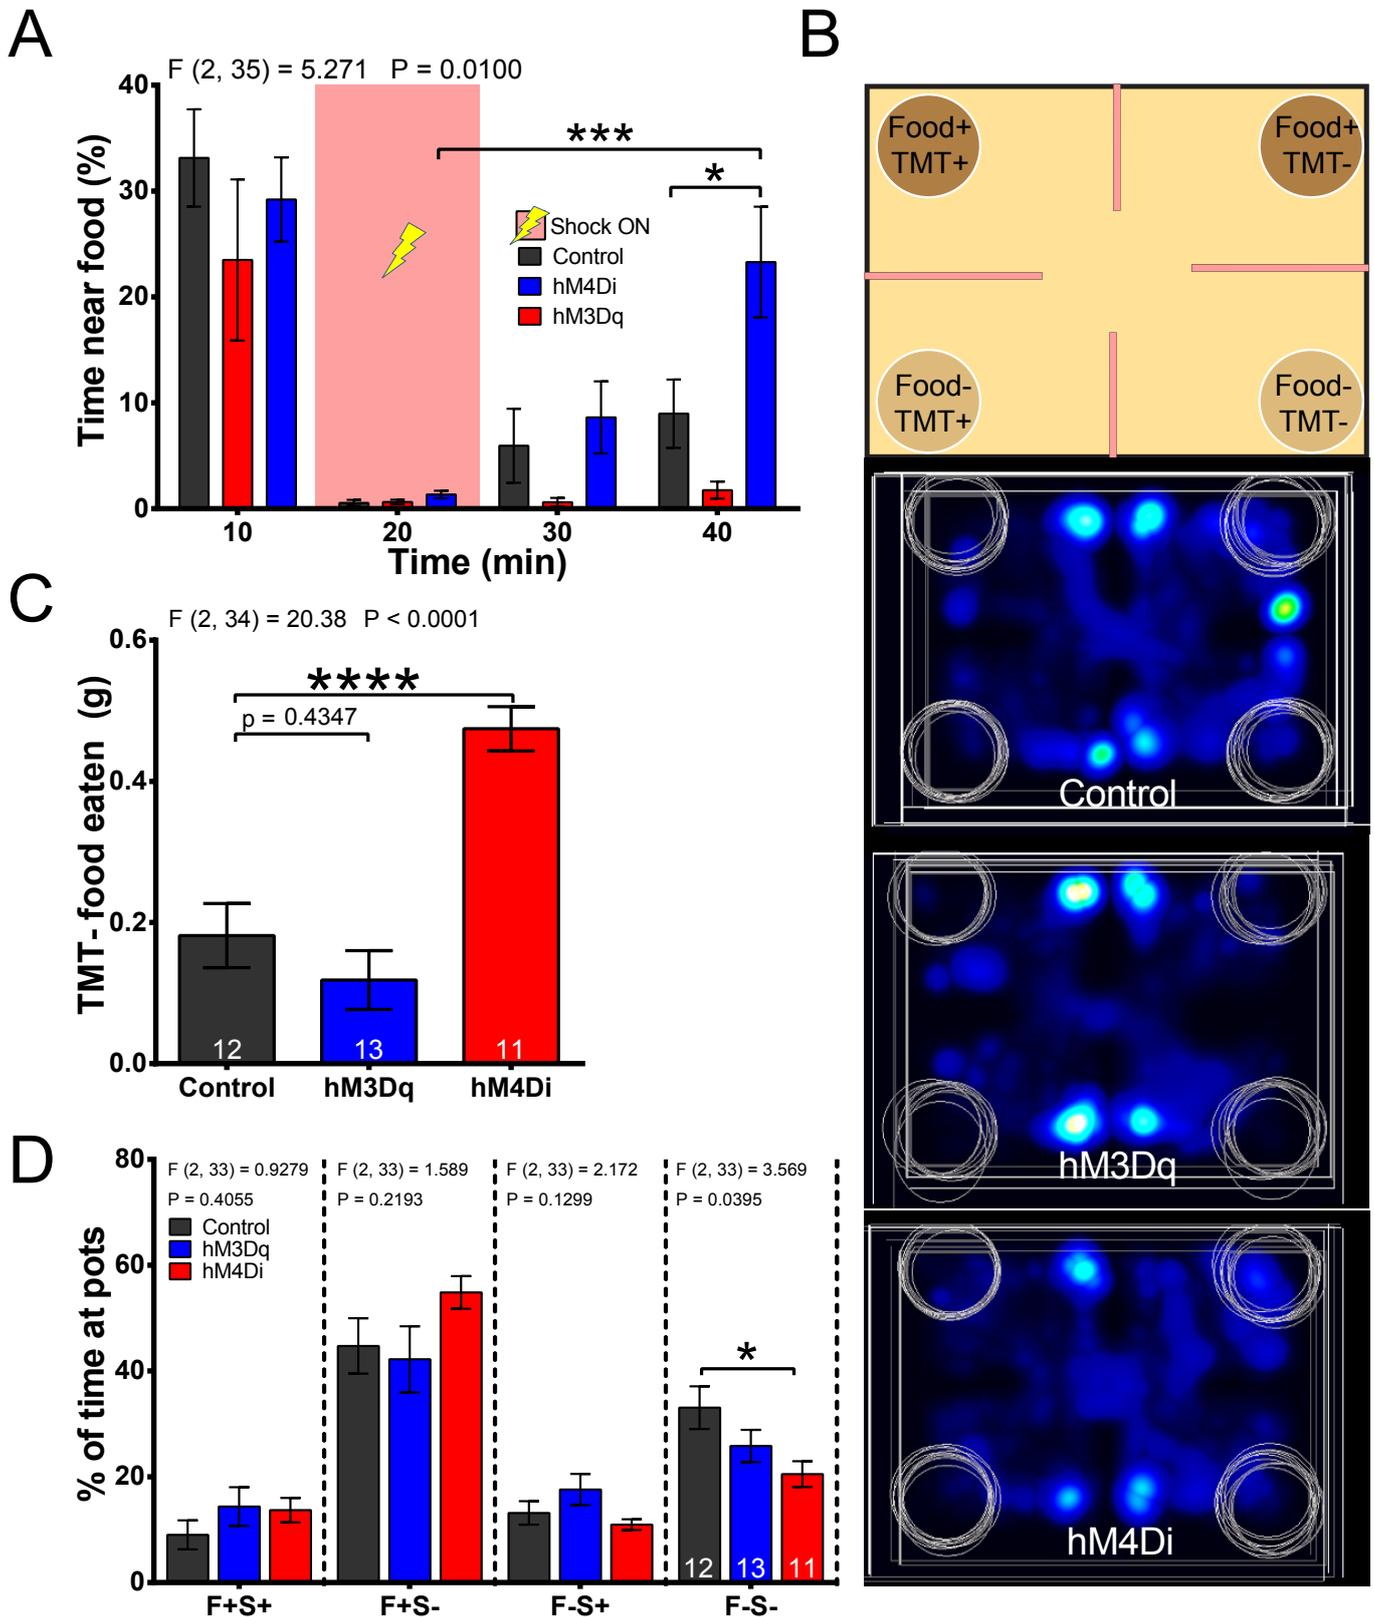 A
F (2, 35) = 5.271 P = 0.0100
Time near food (%)
40
30
20
10
0
***
*
Shock ON
Control
hM4Di
hM3Dq
10 20 30 40
Time (min)
B
Food+
TMT+
Food+
TMT-
Food-
TMT+
Food-
TMT-
Control
hM3Dq
hM4Di
C
F (2, 34) = 20.38 P < 0.0001
TMT- food eaten (g)
0.6
0.4
0.2
0.0
****
p = 0.4347
12 13 11
Control hM3Dq hM4Di
D
% of time at pots
80
60
40
20
0
F (2, 33) = 0.9279
P = 0.4055
F (2, 33) = 1.589
P = 0.2193
F (2, 33) = 2.172
P = 0.1299
F (2, 33) = 3.569
P = 0.0395
Control
hM3Dq
hM4Di
*
12 13 11
F+S+ F+S- F-S+ F-S-